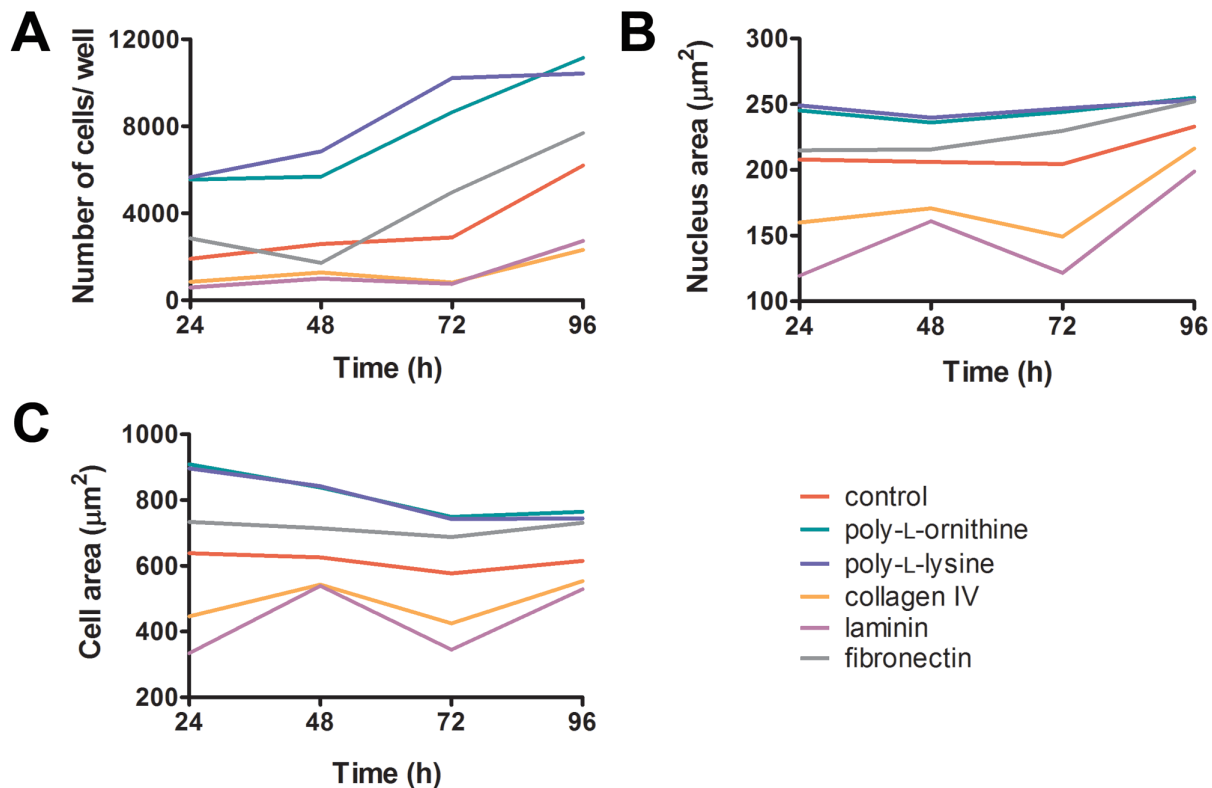 A
Number of cells/ well
12000
8000
4000
0
24 48 72 96
Time (h)
B
Nucleus area (μm²)
300
250
200
150
100
24 48 72 96
Time (h)
C
Cell area (μm²)
1000
800
600
400
200
24 48 72 96
Time (h)
control
poly-L-ornithine
poly-L-lysine
collagen IV
laminin
fibronectin